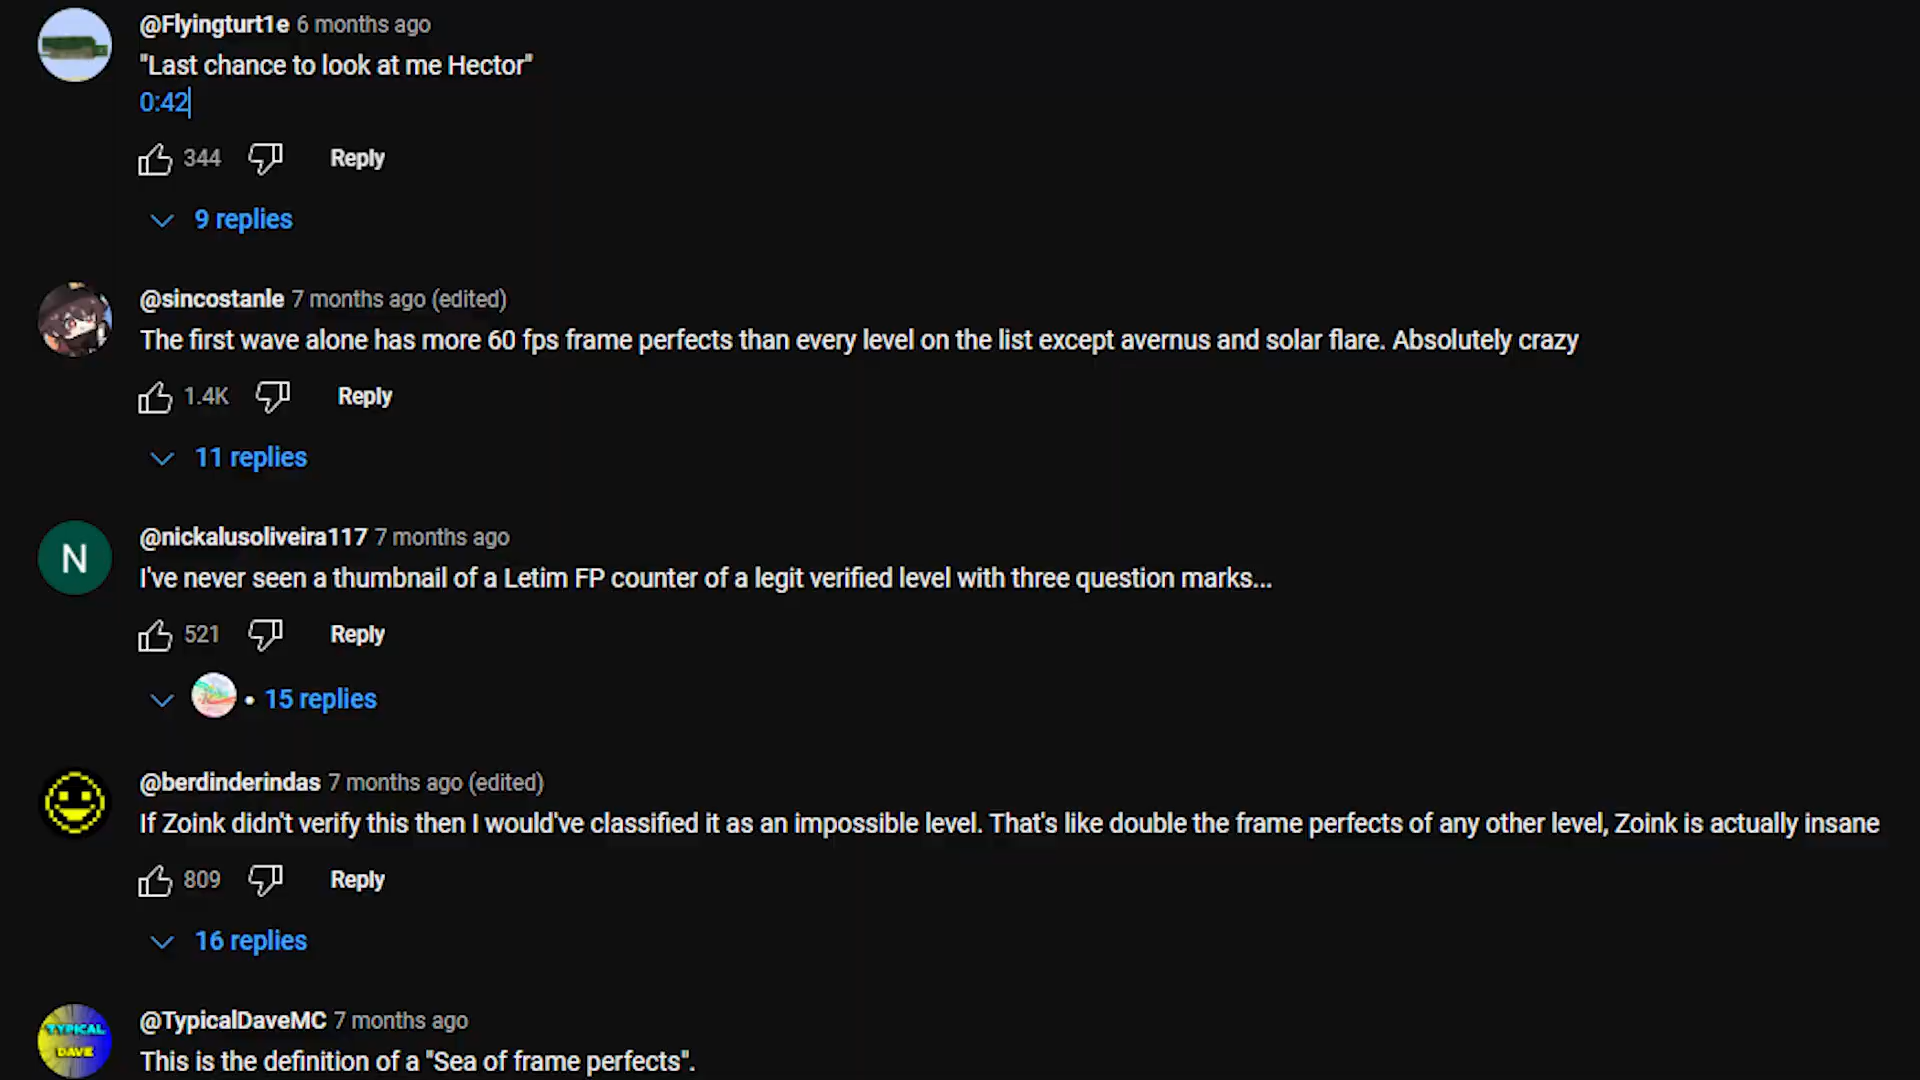 @Flyingturt1e 6 months ago
"Last chance to look at me Hector"
0:42
344 Reply
9 replies
@sincostanle 7 months ago (edited)
The first wave alone has more 60 fps frame perfects than every level on the list except avernus and solar flare. Absolutely crazy
1.4K Reply
11 replies
N
@nickalusoliveira117 7 months ago
I've never seen a thumbnail of a Letim FP counter of a legit verified level with three question marks...
521 Reply
• 15 replies
@berdinderindas 7 months ago (edited)
If Zoink didn't verify this then I would've classified it as an impossible level. That's like double the frame perfects of any other level, Zoink is actually insane
809 Reply
16 replies
TYPICAL
DAVE
@TypicalDaveMC 7 months ago
This is the definition of a "Sea of frame perfects".